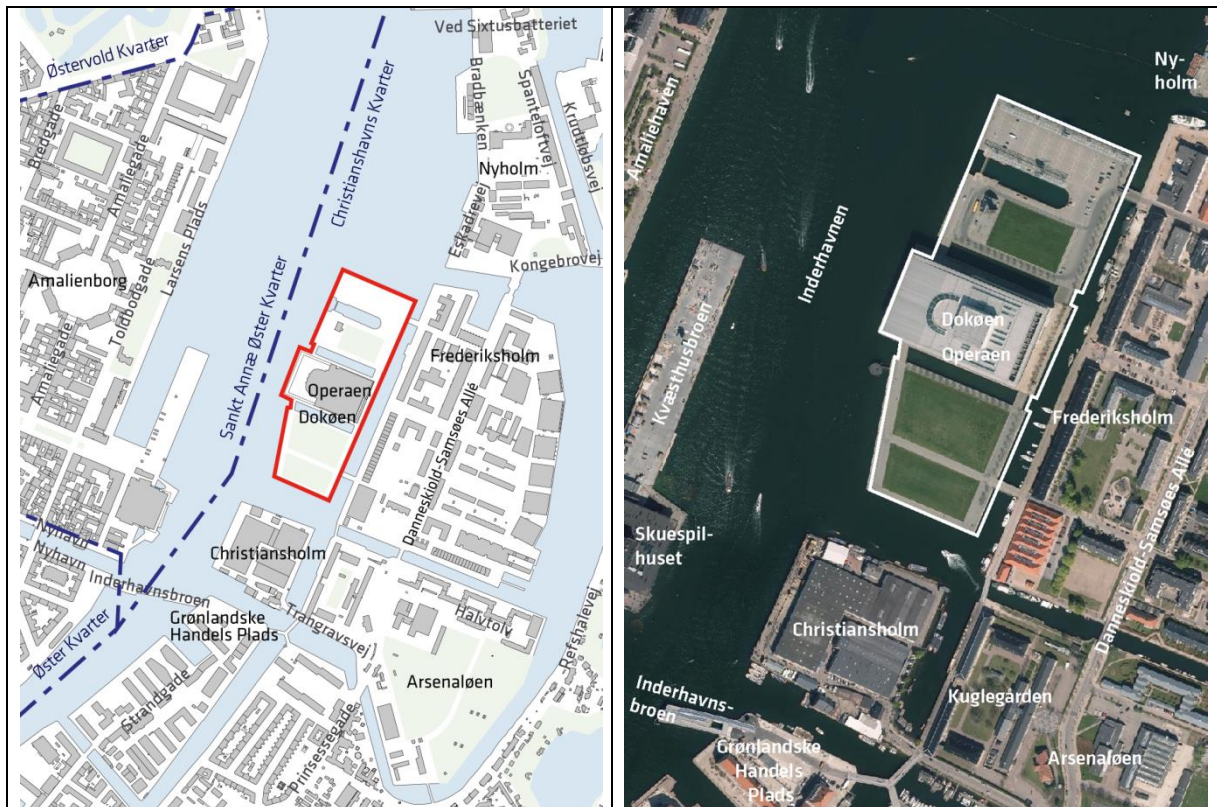 Ved Sixtusbatteriet
Østervold Kvarter
Bredgade
Amaliegade
Amaliegade
Toldbodgade
Larsens Plads
Amalienborg
Christianshavns Kvarter
Sankt Annæ Øster Kvarter
Bradbænken
Spanteloftvej
Krudtløbsvej
Nyholm
Eskadrevej
Kongebrovej
Frederiksholm
Operaen
Dokøen
Danneskiold-Samsøes Allé
Christiansholm
Nyhavn
Nyhavn
Inderhavnsbroen
Grønlandske
Handels Plads
Trangravsvej
Halvtolv
Refshalevej
Øster Kvarter
Strandgade
Arsenaløen
Prinsessegade
Ny-
holm
Amaliehaven
Inderhavnen
Kvæsthusbroen
Dokøen
Operaen
Frederiksholm
Skuespil-
huset
Danneskiold-Samsøes Allé
Christiansholm
Kuglegården
Inderhavns-
broen
Grønlandske
Handels
Plads
Arsenaløen